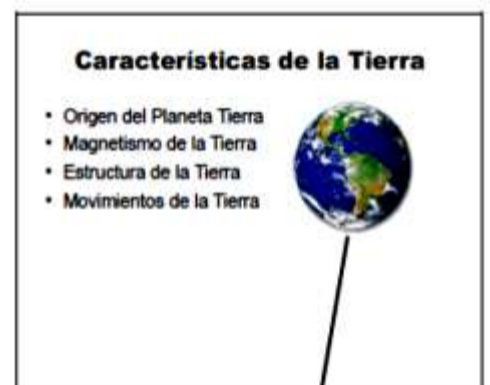 Características de la Tierra
• Origen del Planeta Tierra
• Magnetismo de la Tierra
• Estructura de la Tierra
• Movimientos de la Tierra